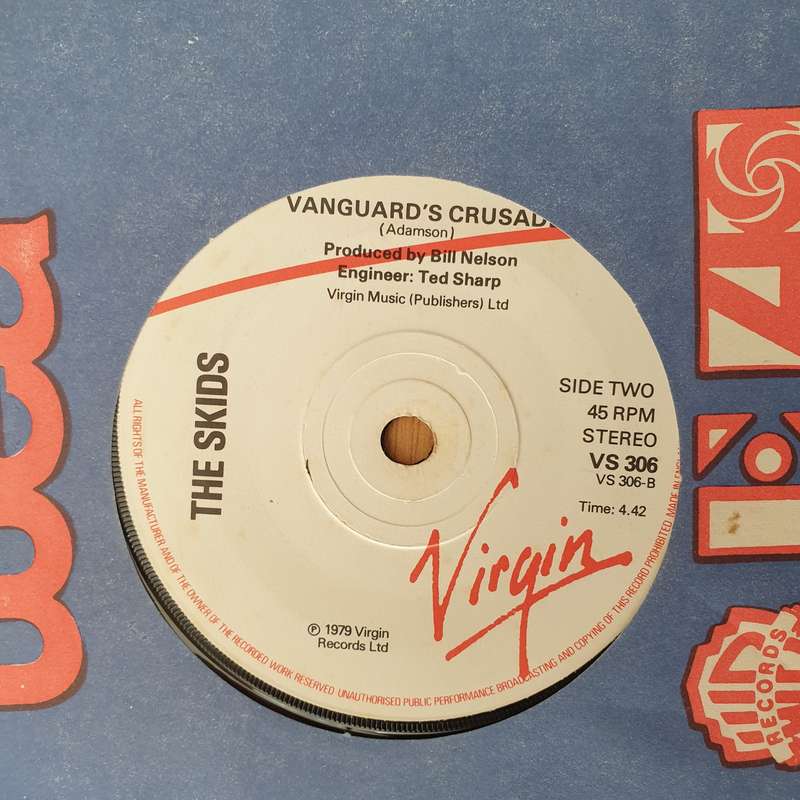 VANGUARD'S CRUSAD
(Adamson)
Produced by Bill Nelson
Engineer: Ted Sharp
Virgin Music (Publishers) Ltd
THE SKIDS
SIDE TWO
45 RPM
STEREO
VS 306
VS 306-B
Time: 4.42
Virgin
℗ 1979 Virgin
Records Ltd
ALL RIGHTS OF THE MANUFACTURER AND OF THE OWNER OF THE RECORDED WORK RESERVED UNAUTHORISED PUBLIC PERFORMANCE BROADCASTING AND COPYING OF THIS RECORD PROHIBITED. MADE IN ENGL
wea
RECORDS